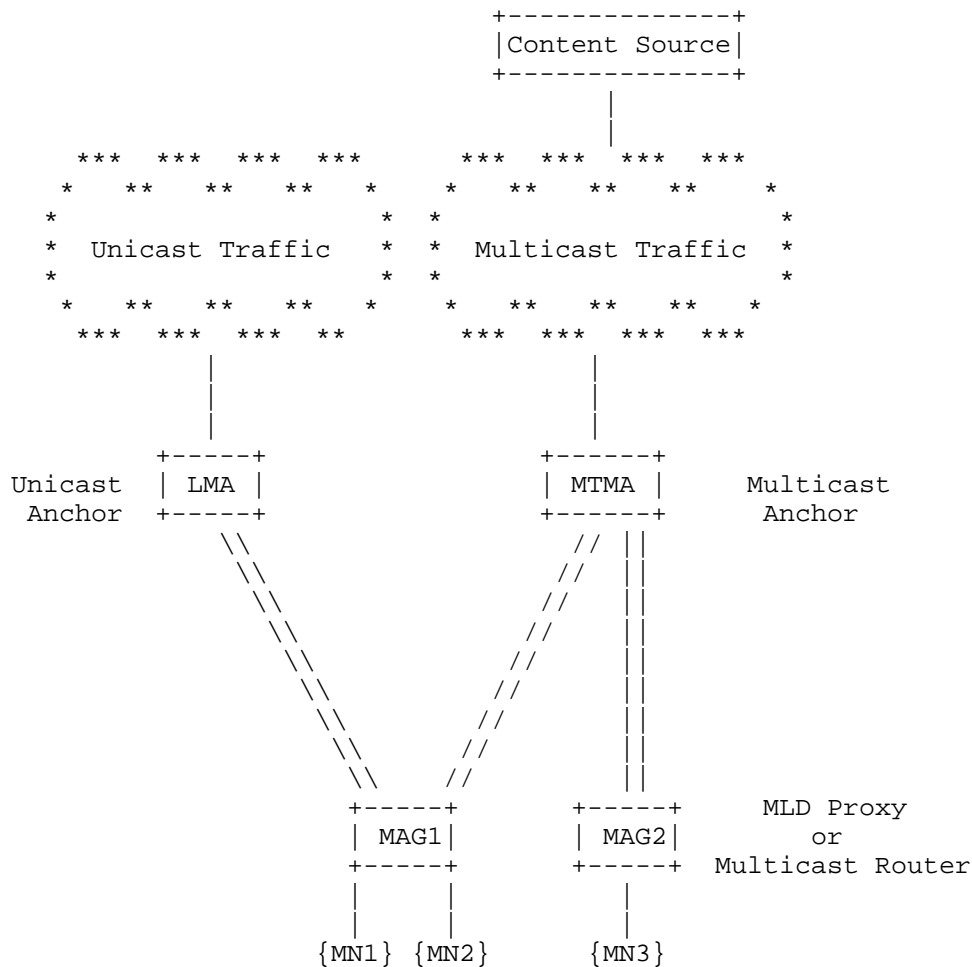 Content Source
Unicast Traffic Multicast Traffic
Unicast LMA MTMA Multicast
Anchor Anchor
MLD Proxy
MAG1 MAG2 or
Multicast Router
{MN1} {MN2} {MN3}